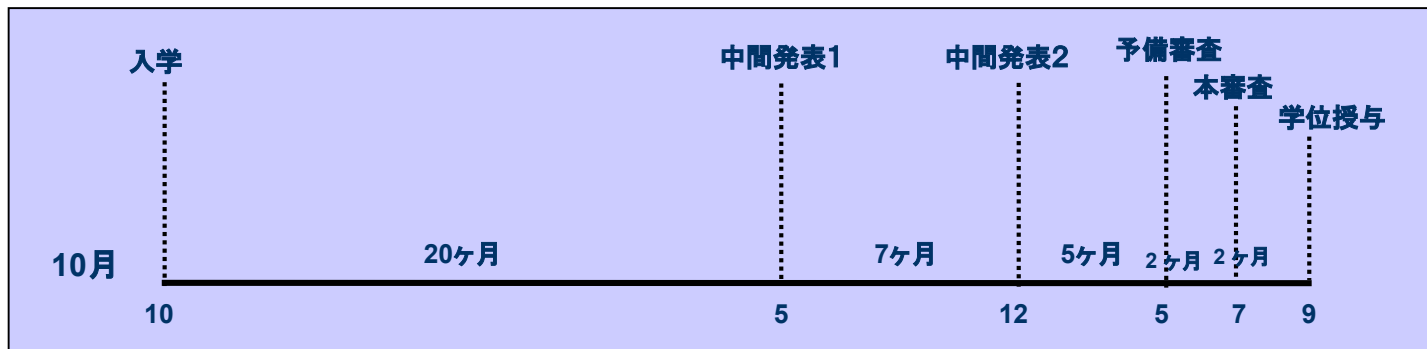 入学
中間発表1
中間発表2
予備審査
本審査
学位授与
10月
20ヶ月
7ヶ月
5ヶ月
2ヶ月
2ヶ月
10
5
12
5
7
9